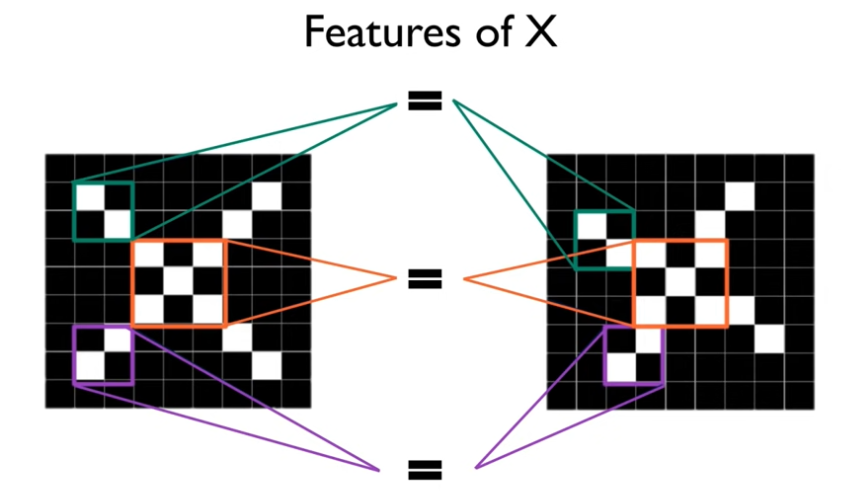 Features of X
=
=
=